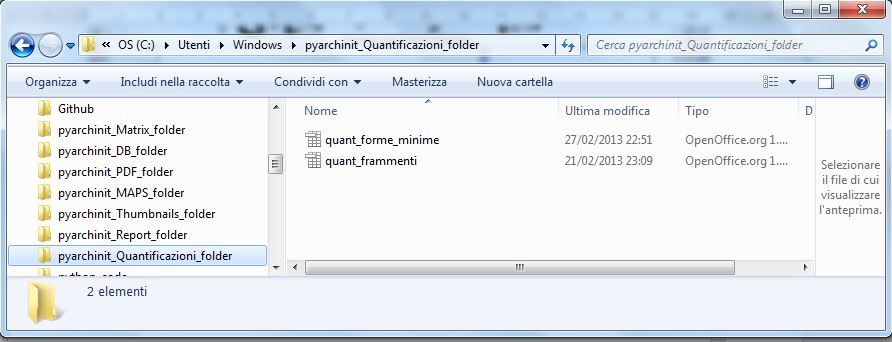 OS (C:) Utenti Windows pyarchinit_Quantificazioni_folder Cerca pyarchinit_Quantificazioni_folder
Organizza Includi nella raccolta Condividi con Masterizza Nuova cartella
Github
pyarchinit_Matrix_folder
pyarchinit_DB_folder
pyarchinit_PDF_folder
pyarchinit_MAPS_folder
pyarchinit_Thumbnails_folder
pyarchinit_Report_folder
pyarchinit_Quantificazioni_folder
Nome Ultima modifica Tipo D
quant_forme_minime 27/02/2013 22:51 OpenOffice.org 1....
quant_frammenti 21/02/2013 23:09 OpenOffice.org 1....
Selezionare
il file di cui
visualizzare
l'anteprima.
2 elementi